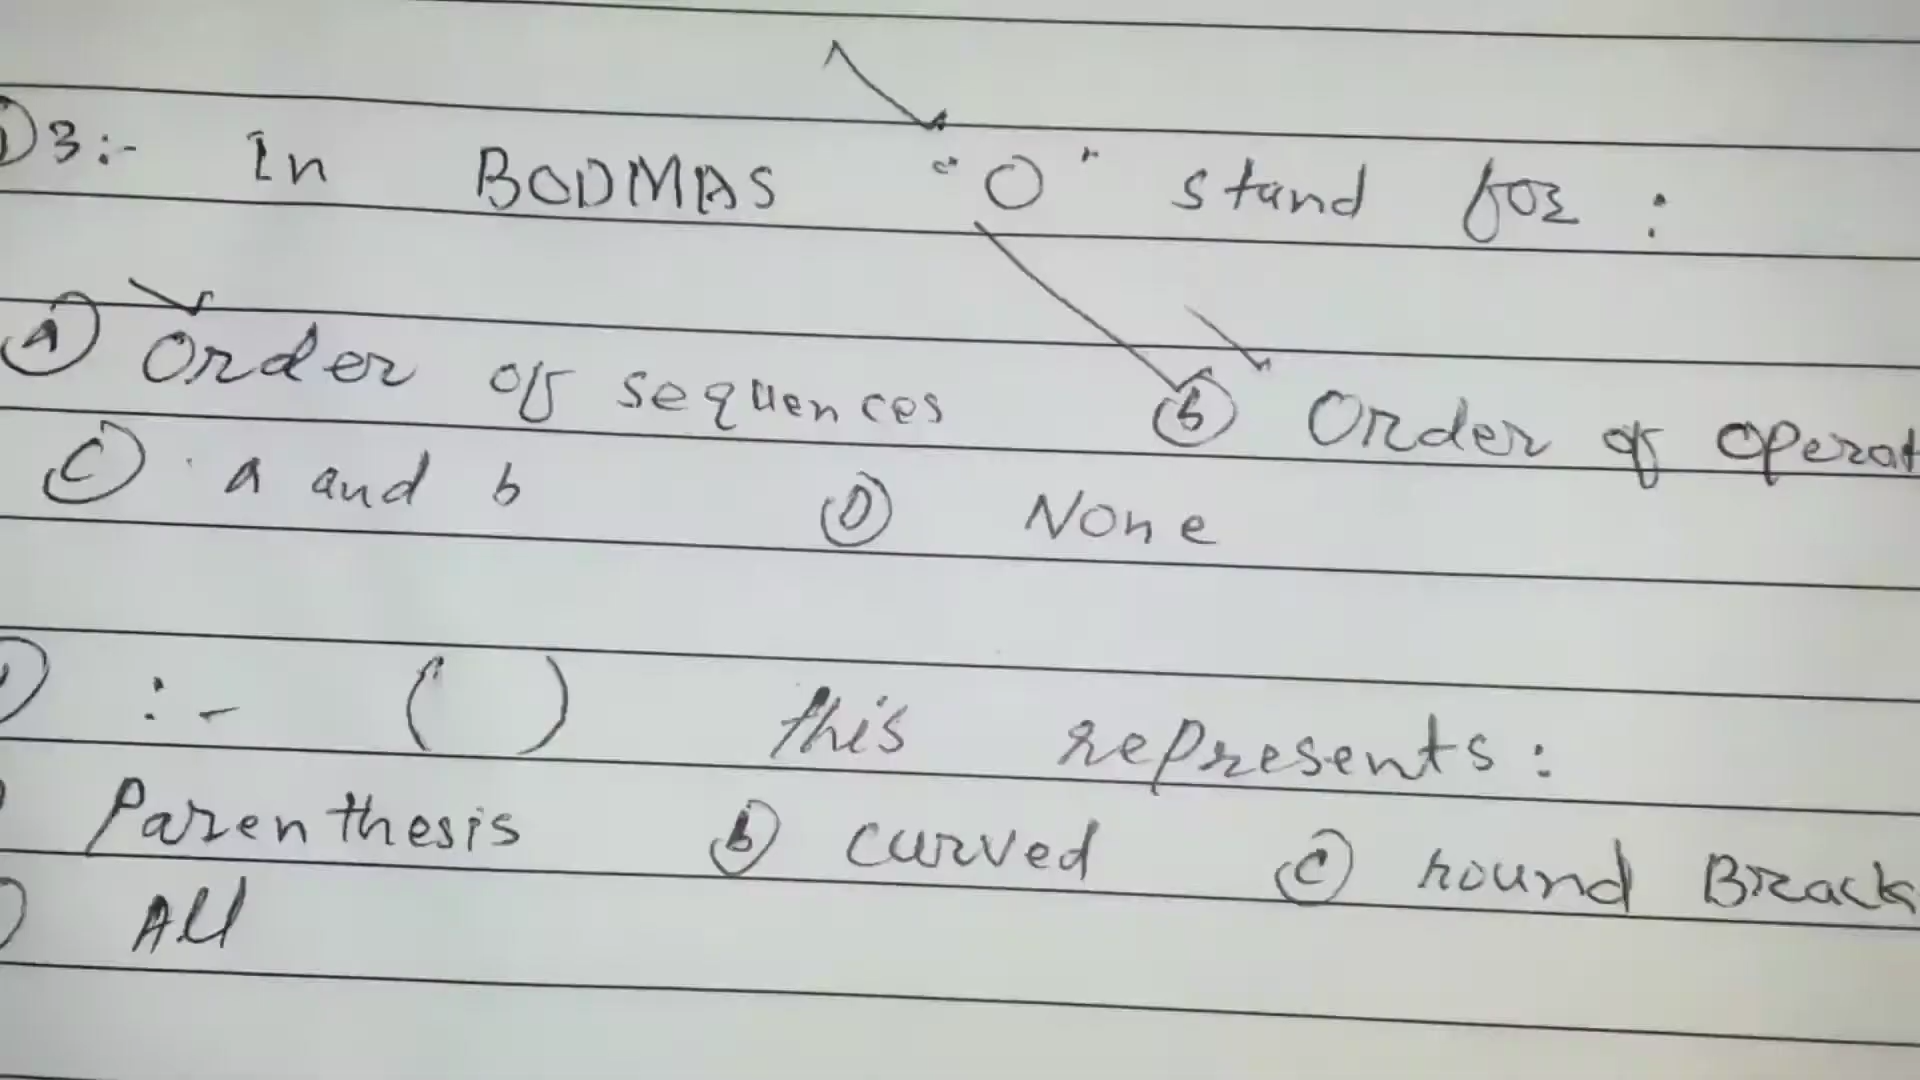 3:- In BODMAS "O" stand for :
(A) Order of sequences (b) Order of operat
(C) a and b (D) None
:- ( ) this represents :
Parenthesis (b) curved (C) round Brack
All